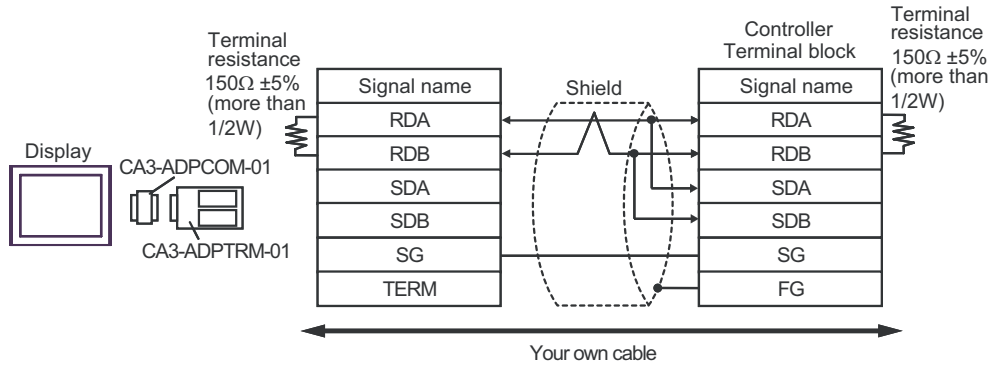 Terminal
resistance
150Ω ±5%
(more than
1/2W)
Display
CA3-ADPCOM-01
CA3-ADPTRM-01
Signal name
RDA
RDB
SDA
SDB
SG
TERM
Shield
Controller
Terminal block
Signal name
RDA
RDB
SDA
SDB
SG
FG
Terminal
resistance
150Ω ±5%
(more than
1/2W)
Your own cable